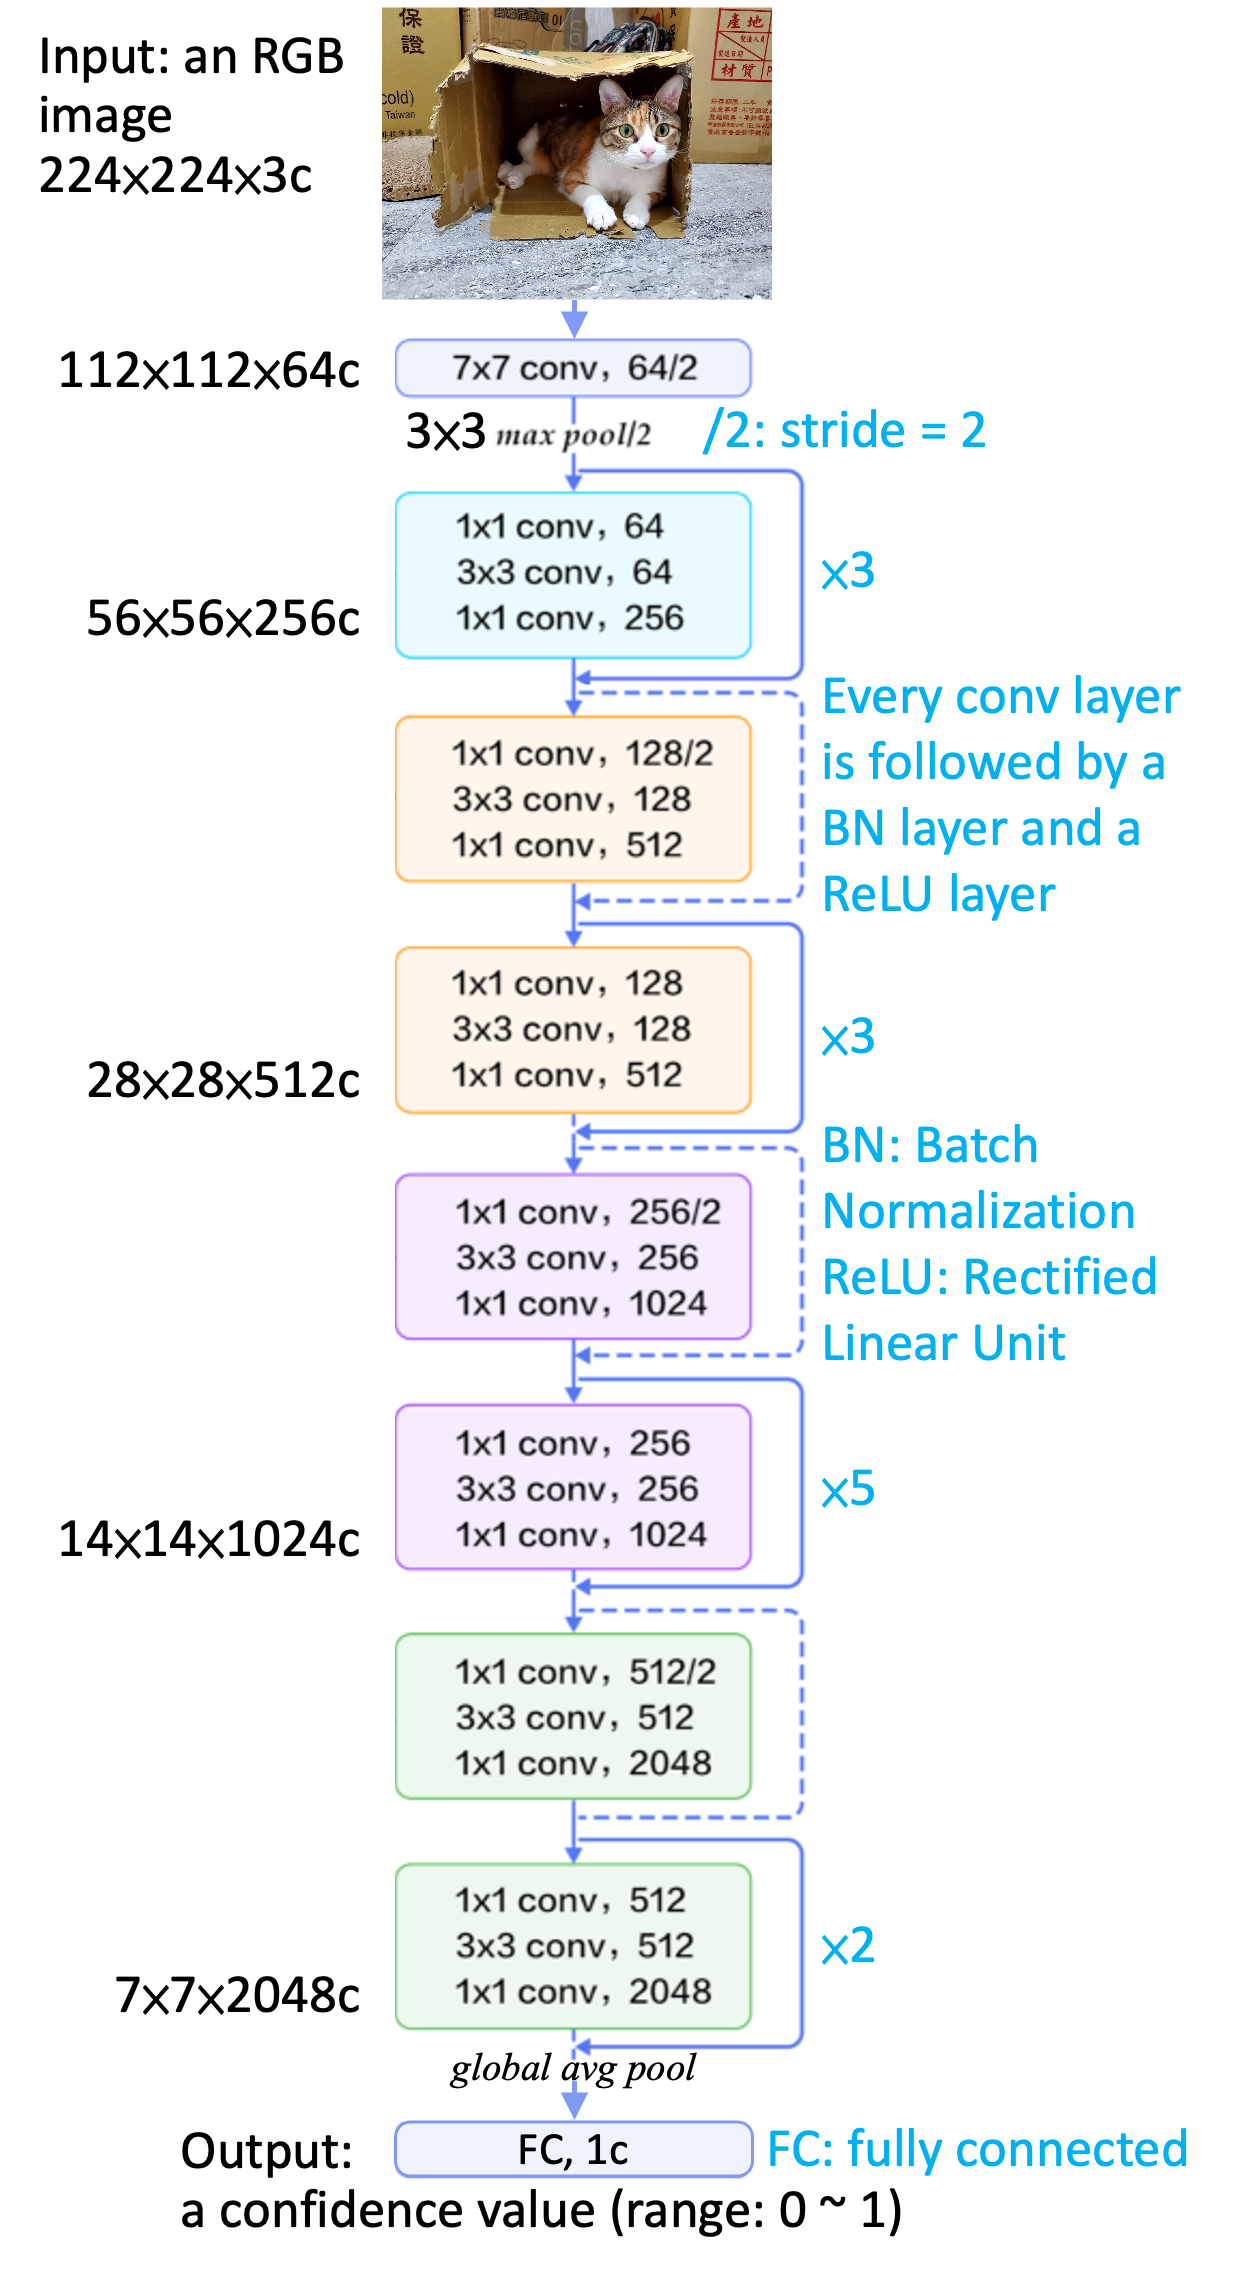 Input: an RGB
image
224x224x3c
保
證
cold)
Taiwan
產地
材質
112x112x64c
7x7 conv, 64/2
3x3 max pool/2
/2: stride = 2
1x1 conv, 64
3x3 conv, 64
1x1 conv, 256
x3
56x56x256c
1x1 conv, 128/2
3x3 conv, 128
1x1 conv, 512
Every conv layer
is followed by a
BN layer and a
ReLU layer
1x1 conv, 128
3x3 conv, 128
1x1 conv, 512
x3
28x28x512c
1x1 conv, 256/2
3x3 conv, 256
1x1 conv, 1024
BN: Batch
Normalization
ReLU: Rectified
Linear Unit
1x1 conv, 256
3x3 conv, 256
1x1 conv, 1024
x5
14x14x1024c
1x1 conv, 512/2
3x3 conv, 512
1x1 conv, 2048
1x1 conv, 512
3x3 conv, 512
1x1 conv, 2048
x2
7x7x2048c
global avg pool
Output:
FC, 1c
FC: fully connected
a confidence value (range: 0 ~ 1)